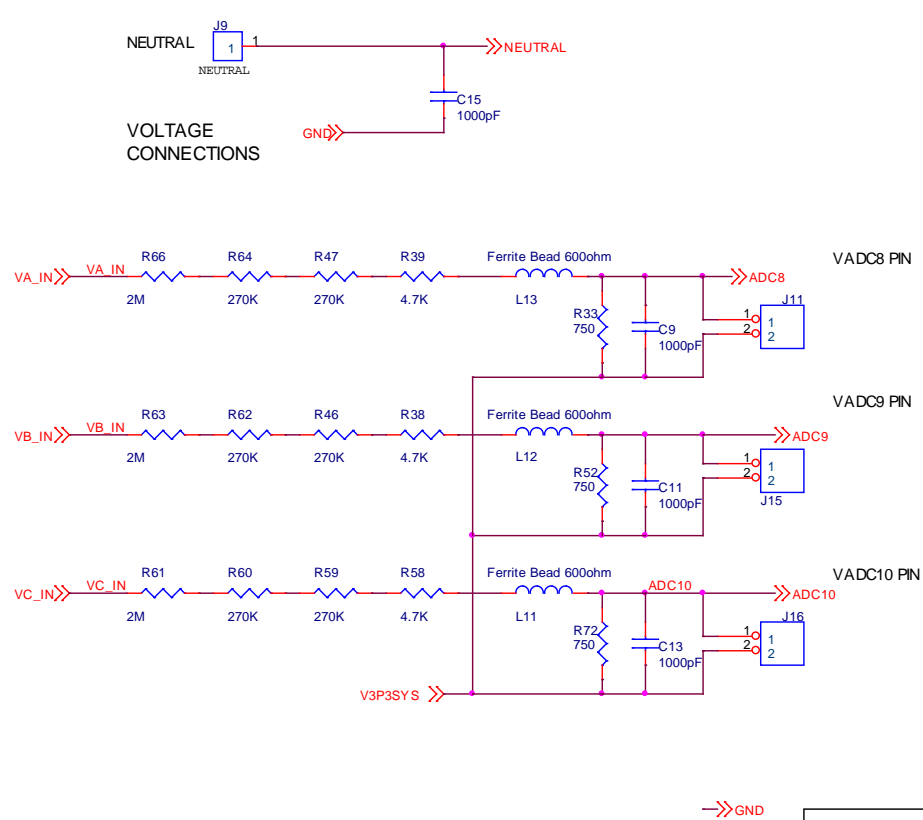 J9
NEUTRAL
1
1
NEUTRAL
NEUTRAL
C15
1000pF
VOLTAGE
CONNECTIONS
GND
R66
R64
R47
R39
Ferrite Bead 600ohm
VADC8 PIN
VA_IN
VA_IN
ADC8
2M
270K
270K
4.7K
L13
J11
R33
750
C9
1000pF
1
2
1
2
R63
R62
R46
R38
Ferrite Bead 600ohm
VADC9 PIN
VB_IN
VB_IN
ADC9
2M
270K
270K
4.7K
L12
R52
750
C11
1000pF
1
2
1
2
J15
R61
R60
R59
R58
Ferrite Bead 600ohm
VADC10 PIN
VC_IN
VC_IN
ADC10
ADC10
2M
270K
270K
4.7K
L11
J16
R72
750
C13
1000pF
1
2
1
2
V3P3SYS
GND